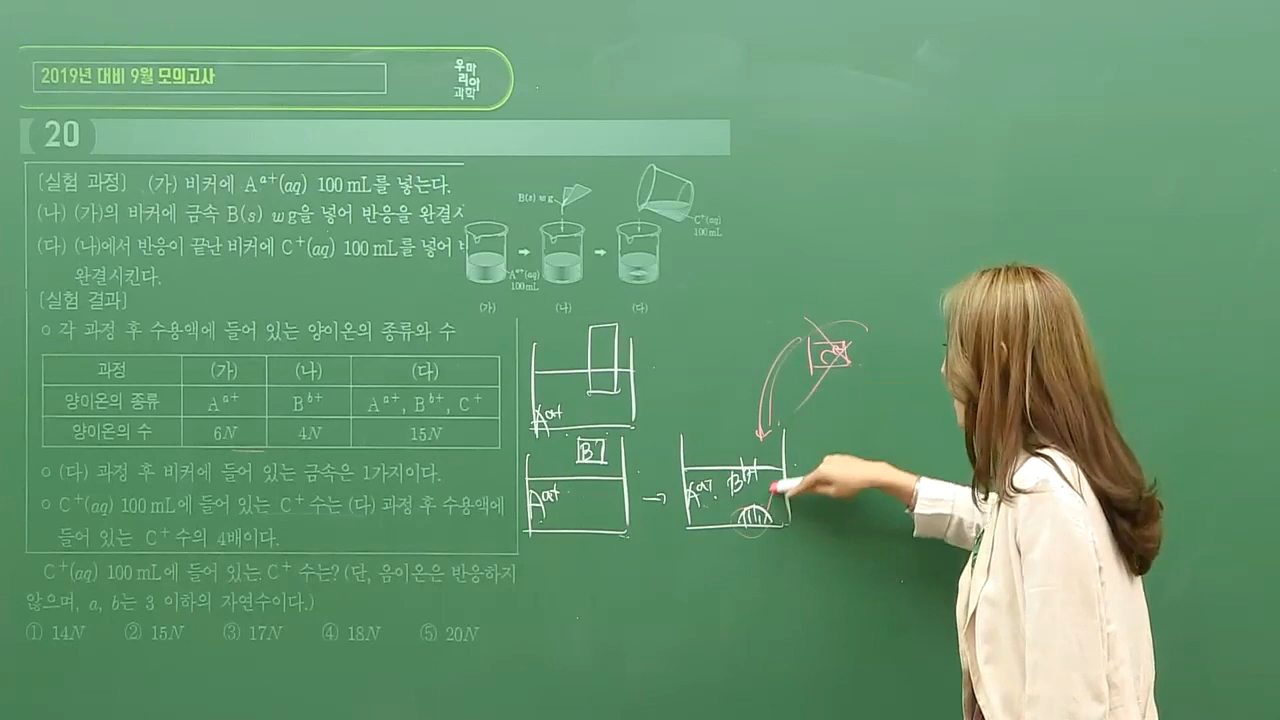 2019년 대비 9월 모의고사
우마
리아
과학
20
[실험 과정] (가) 비커에 Aᵃ⁺(aq) 100 mL를 넣는다.
(나) (가)의 비커에 금속 B(s) w g을 넣어 반응을 완결
(다) (나)에서 반응이 끝난 비커에 C⁺(aq) 100 mL를 넣어
완결시킨다.
B(s) w g
C⁺(aq)
100 mL
Aᵃ⁺(aq)
100 mL
(가) (나) (다)
[실험 결과]
○ 각 과정 후 수용액에 들어 있는 양이온의 종류와 수
과정 (가) (나) (다)
양이온의 종류 Aᵃ⁺ Bᵇ⁺ Aᵃ⁺, Bᵇ⁺, C⁺
양이온의 수 6N 4N 15N
○ (다) 과정 후 비커에 들어 있는 금속은 1가지이다.
○ C⁺(aq) 100 mL에 들어 있는 C⁺수는 (다) 과정 후 수용액에
들어 있는 C⁺수의 4배이다.
C⁺(aq) 100 mL에 들어 있는 C⁺ 수는? (단, 음이온은 반응하지
않으며, a, b는 3 이하의 자연수이다.)
① 14N ② 15N ③ 17N ④ 18N ⑤ 20N
Aᵃ⁺
B
Aᵃ⁺
→
Aᵃ⁺. Bᵇ⁺